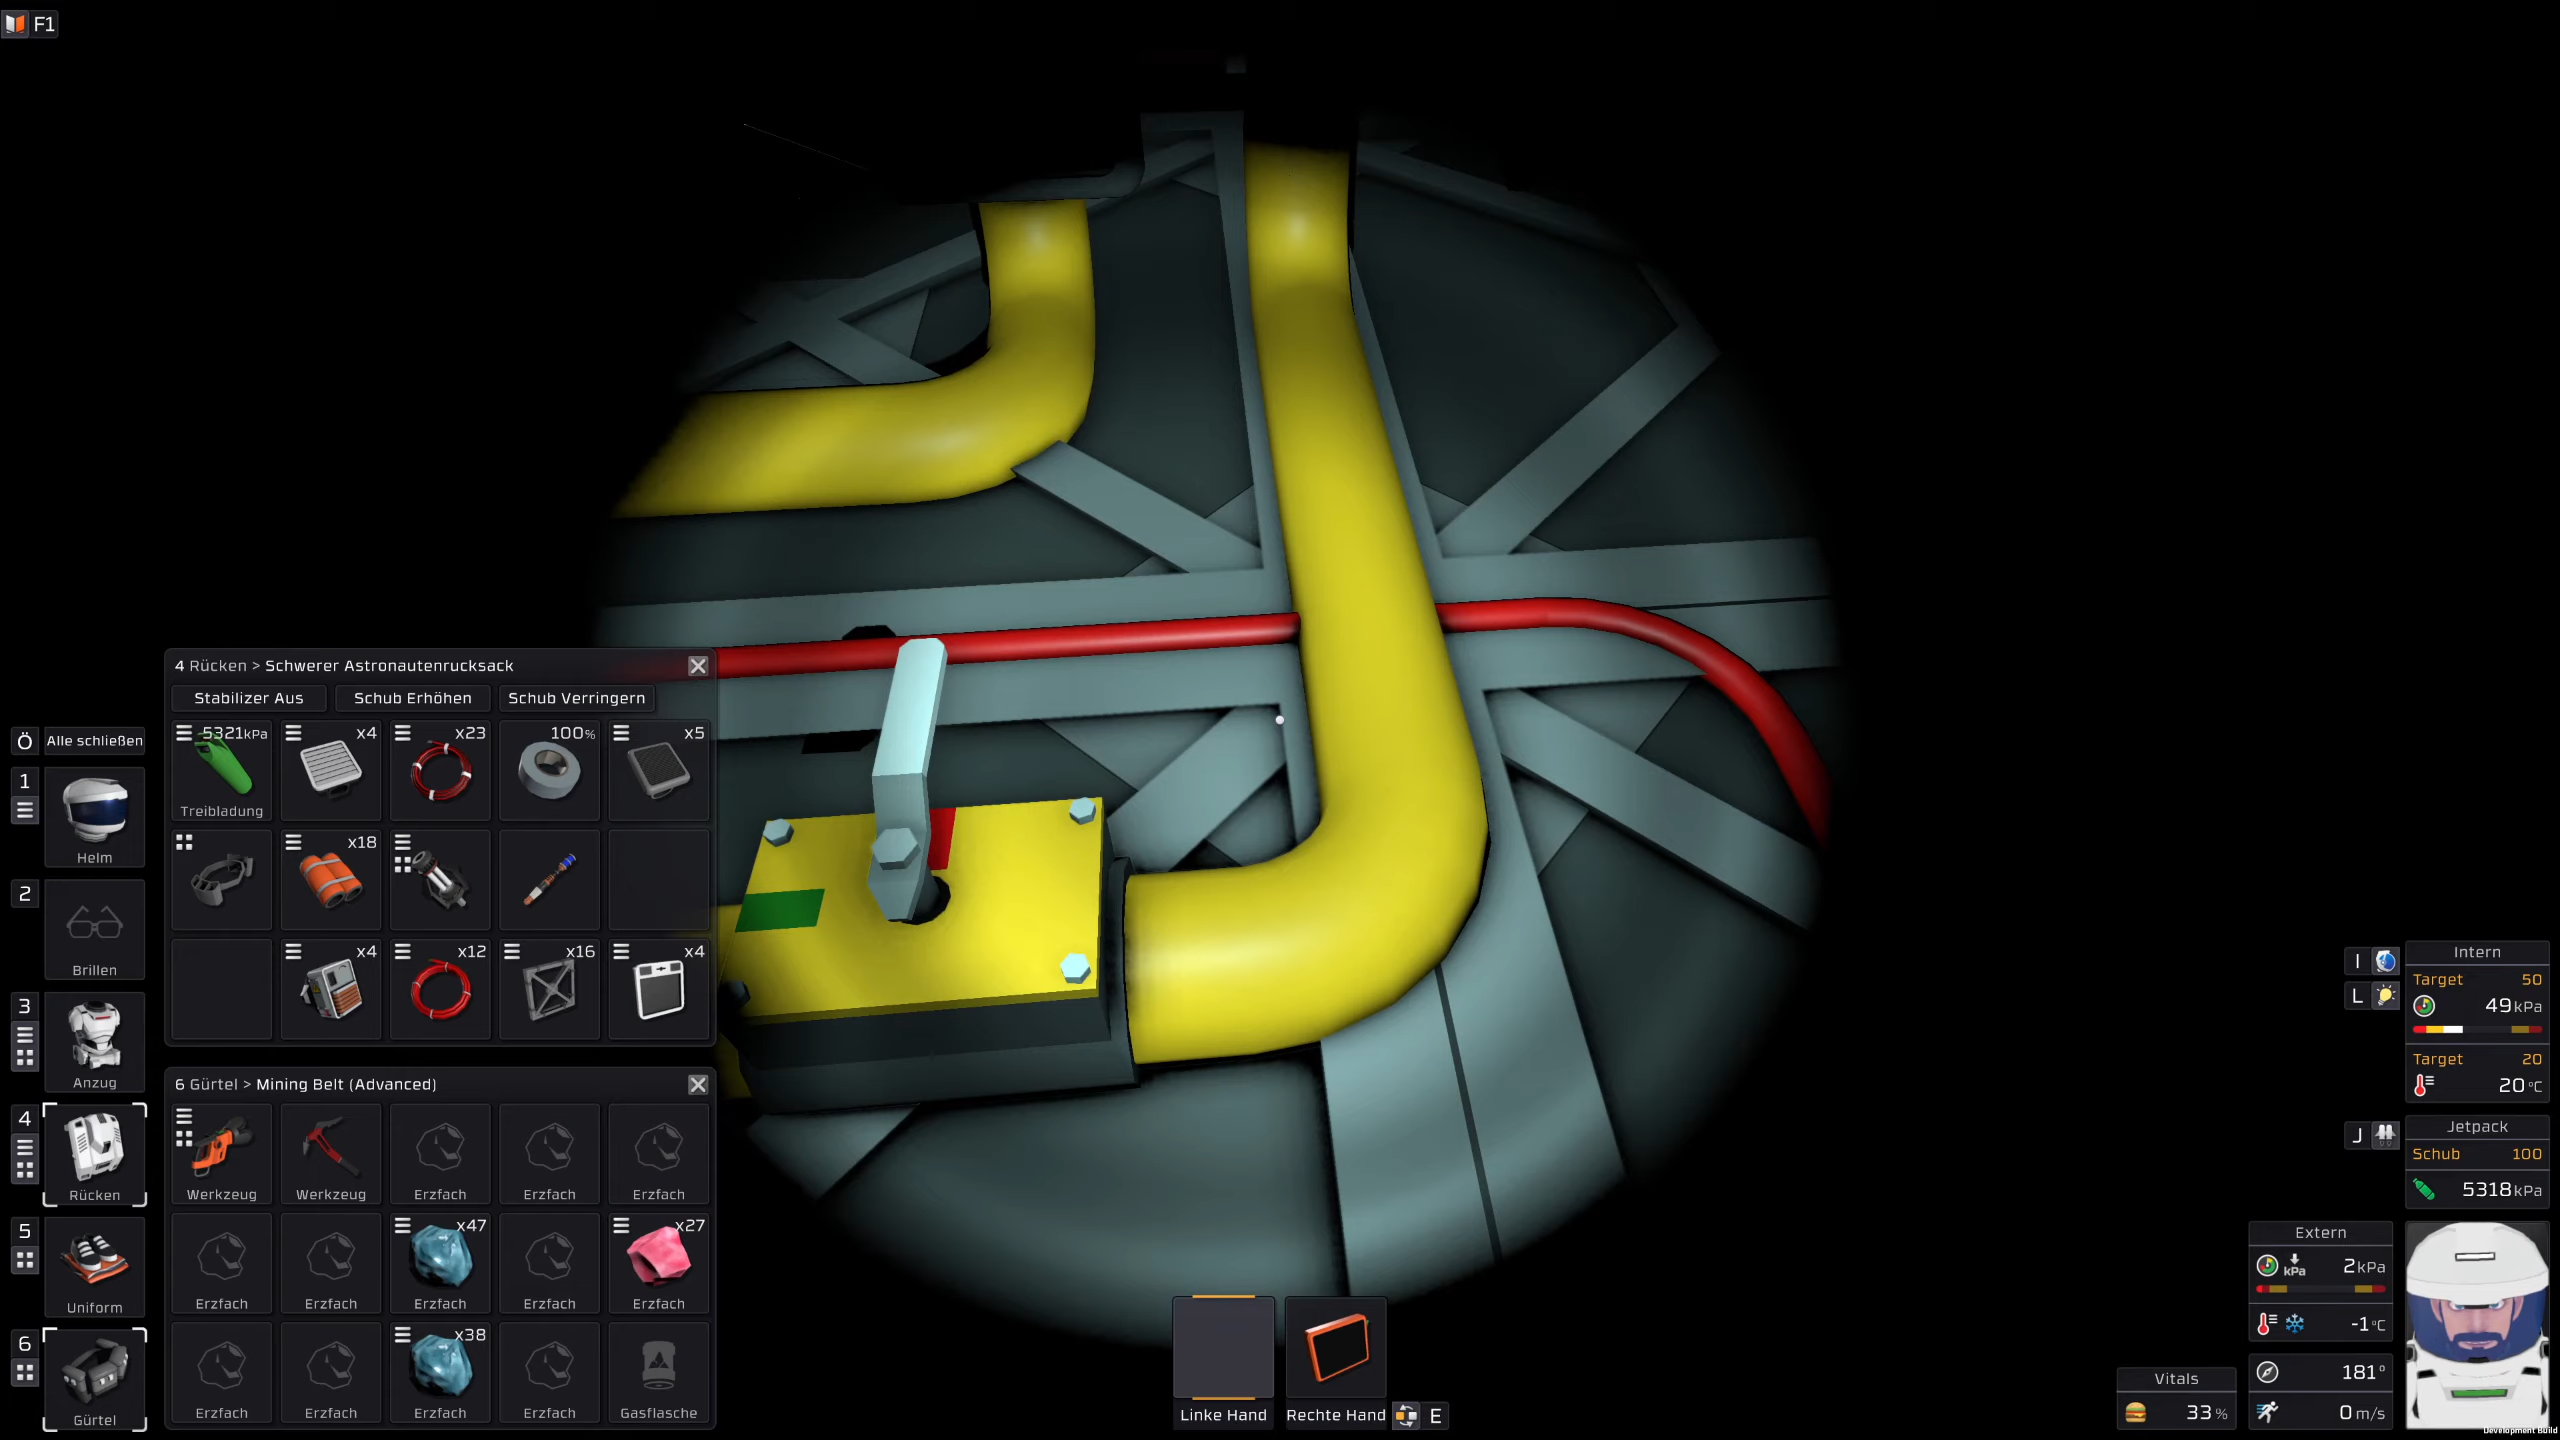 F1
4 Rücken > Schwerer Astronautenrucksack
Stabilizer Aus Schub Erhöhen Schub Verringern
5321kPa x4 x23 100% x5
Treibladung
x18
x4 x12 x16 x4
Ö Alle schließen
1
Helm
2
Brillen
3
Anzug
4
Rücken
5
Uniform
6
Gürtel
6 Gürtel > Mining Belt (Advanced)
Werkzeug Werkzeug Erzfach Erzfach Erzfach
x47 x27
Erzfach Erzfach Erzfach Erzfach Erzfach
x38
Erzfach Erzfach Erzfach Erzfach Gasflasche
Linke Hand Rechte Hand E
I
L
Intern
Target 50
49kPa
Target 20
20°C
J
Jetpack
Schub 100
5318kPa
Extern
kPa 2kPa
-1°C
181°
0m/s
Vitals
33%
Development Build